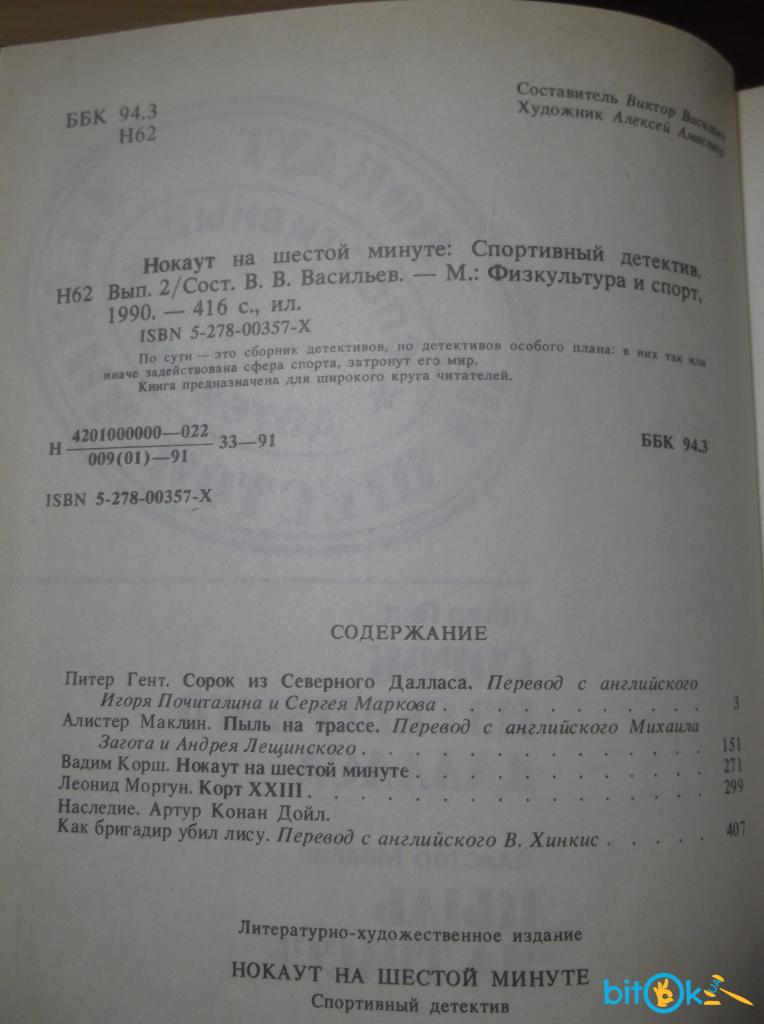 ББК 94.3
Н62
Составитель Виктор Васильев
Художник Алексей
Нокаут на шестой минуте: Спортивный детектив.
Н62 Вып. 2/Сост. В. В. Васильев. — М.: Физкультура и спорт,
1990. — 416 с., ил.
ISBN 5-278-00357-X
По сути — это сборник детективов, но детективов особого плана: в них так или
иначе задействована сфера спорта, затронут его мир.
Книга предназначена для широкого круга читателей.
Н 4201000000—022
009(01)—91 33—91
ББК 94.3
ISBN 5-278-00357-X
СОДЕРЖАНИЕ
Питер Гент. Сорок из Северного Далласа. Перевод с английского
Игоря Почиталина и Сергея Маркова . . . . . . . . . . . 3
Алистер Маклин. Пыль на трассе. Перевод с английского Михаила
Загота и Андрея Лещинского . . . . . . . . . . . . . . 151
Вадим Корш. Нокаут на шестой минуте . . . . . . . . . . . . 271
Леонид Моргун. Корт XXIII . . . . . . . . . . . . . . . . 299
Наследие. Артур Конан Дойл.
Как бригадир убил лису. Перевод с английского В. Хинкис . . . . . 407
Литературно-художественное издание
НОКАУТ НА ШЕСТОЙ МИНУТЕ
Спортивный детектив
bitOk UA